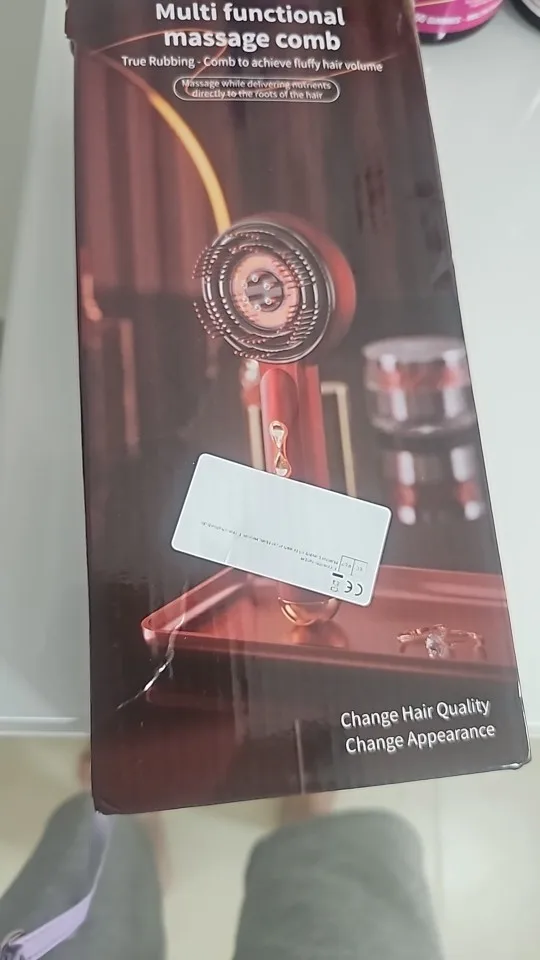 Multi functional
massage comb
True Rubbing - Comb to achieve fluffy hair volume
Massage while delivering nutrients
directly to the roots of the hair
CE
Change Hair Quality
Change Appearance